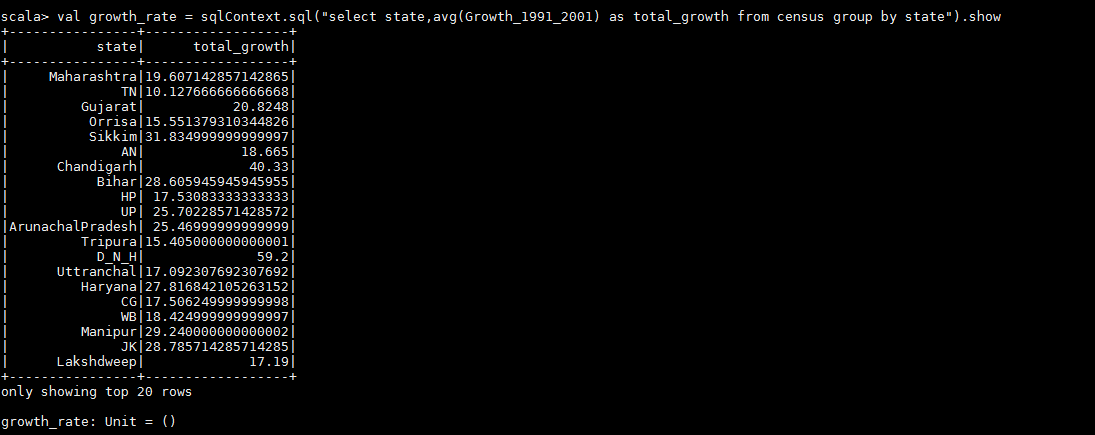 scala> val growth_rate = sqlContext.sql("select state,avg(Growth_1991_2001) as total_growth from census group by state").show
+----------------+------------------+
|           state|      total_growth|
+----------------+------------------+
|     Maharashtra|19.607142857142865|
|              TN|10.127666666666668|
|         Gujarat|           20.8248|
|          Orrisa|15.551379310344826|
|          Sikkim|31.834999999999997|
|              AN|            18.665|
|      Chandigarh|             40.33|
|           Bihar|28.605945945945955|
|              HP| 17.53083333333333|
|              UP| 25.70228571428572|
|ArunachalPradesh| 25.46999999999999|
|         Tripura|15.405000000000001|
|           D_N_H|              59.2|
|      Uttranchal|17.092307692307692|
|         Haryana|27.816842105263152|
|              CG|17.506249999999998|
|              WB|18.424999999999997|
|         Manipur|29.240000000000002|
|              JK|28.785714285714285|
|      Lakshdweep|             17.19|
+----------------+------------------+
only showing top 20 rows
growth_rate: Unit = ()